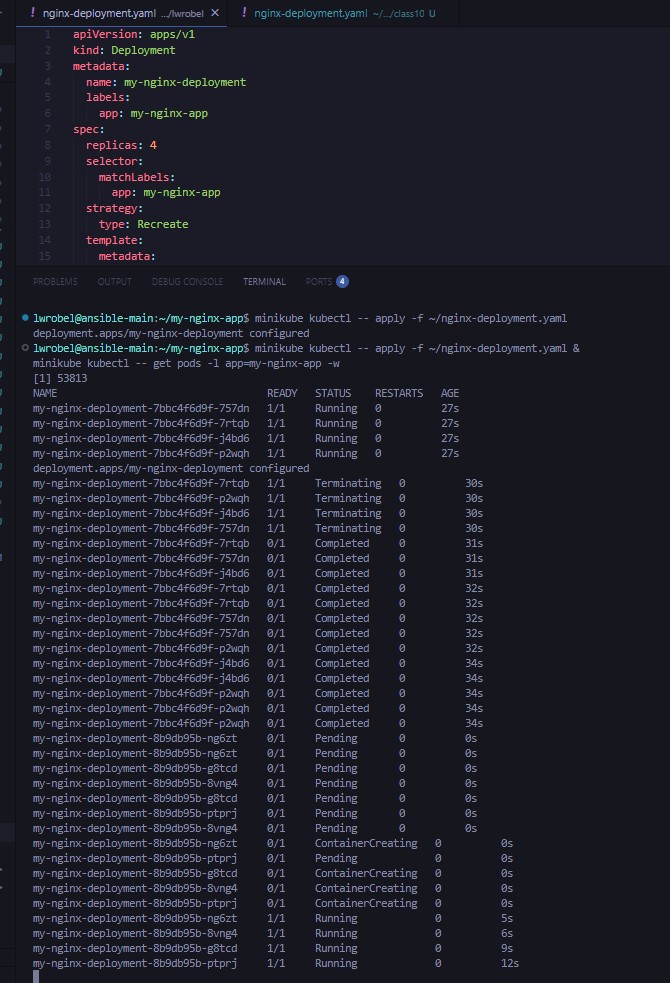 nginx-deployment.yaml .../lwrobel
nginx-deployment.yaml ~/.../class10 U
1 apiVersion: apps/v1
2 kind: Deployment
3 metadata:
4 name: my-nginx-deployment
5 labels:
6 app: my-nginx-app
7 spec:
8 replicas: 4
9 selector:
10 matchLabels:
11 app: my-nginx-app
12 strategy:
13 type: Recreate
14 template:
15 metadata:
PROBLEMS OUTPUT DEBUG CONSOLE TERMINAL PORTS 4
lwrobel@ansible-main:~/my-nginx-app$ minikube kubectl -- apply -f ~/nginx-deployment.yaml
deployment.apps/my-nginx-deployment configured
lwrobel@ansible-main:~/my-nginx-app$ minikube kubectl -- apply -f ~/nginx-deployment.yaml &
minikube kubectl -- get pods -l app=my-nginx-app -w
[1] 53813
NAME READY STATUS RESTARTS AGE
my-nginx-deployment-7bbc4f6d9f-757dn 1/1 Running 0 27s
my-nginx-deployment-7bbc4f6d9f-7rtqb 1/1 Running 0 27s
my-nginx-deployment-7bbc4f6d9f-j4bd6 1/1 Running 0 27s
my-nginx-deployment-7bbc4f6d9f-p2wqh 1/1 Running 0 27s
deployment.apps/my-nginx-deployment configured
my-nginx-deployment-7bbc4f6d9f-7rtqb 1/1 Terminating 0 30s
my-nginx-deployment-7bbc4f6d9f-p2wqh 1/1 Terminating 0 30s
my-nginx-deployment-7bbc4f6d9f-j4bd6 1/1 Terminating 0 30s
my-nginx-deployment-7bbc4f6d9f-757dn 1/1 Terminating 0 30s
my-nginx-deployment-7bbc4f6d9f-7rtqb 0/1 Completed 0 31s
my-nginx-deployment-7bbc4f6d9f-757dn 0/1 Completed 0 31s
my-nginx-deployment-7bbc4f6d9f-j4bd6 0/1 Completed 0 31s
my-nginx-deployment-7bbc4f6d9f-7rtqb 0/1 Completed 0 32s
my-nginx-deployment-7bbc4f6d9f-7rtqb 0/1 Completed 0 32s
my-nginx-deployment-7bbc4f6d9f-757dn 0/1 Completed 0 32s
my-nginx-deployment-7bbc4f6d9f-757dn 0/1 Completed 0 32s
my-nginx-deployment-7bbc4f6d9f-p2wqh 0/1 Completed 0 32s
my-nginx-deployment-7bbc4f6d9f-j4bd6 0/1 Completed 0 34s
my-nginx-deployment-7bbc4f6d9f-j4bd6 0/1 Completed 0 34s
my-nginx-deployment-7bbc4f6d9f-p2wqh 0/1 Completed 0 34s
my-nginx-deployment-7bbc4f6d9f-p2wqh 0/1 Completed 0 34s
my-nginx-deployment-7bbc4f6d9f-p2wqh 0/1 Completed 0 34s
my-nginx-deployment-8b9db95b-ng6zt 0/1 Pending 0 0s
my-nginx-deployment-8b9db95b-ng6zt 0/1 Pending 0 0s
my-nginx-deployment-8b9db95b-g8tcd 0/1 Pending 0 0s
my-nginx-deployment-8b9db95b-8vng4 0/1 Pending 0 0s
my-nginx-deployment-8b9db95b-g8tcd 0/1 Pending 0 0s
my-nginx-deployment-8b9db95b-ptprj 0/1 Pending 0 0s
my-nginx-deployment-8b9db95b-8vng4 0/1 Pending 0 0s
my-nginx-deployment-8b9db95b-ng6zt 0/1 ContainerCreating 0 0s
my-nginx-deployment-8b9db95b-ptprj 0/1 Pending 0 0s
my-nginx-deployment-8b9db95b-g8tcd 0/1 ContainerCreating 0 0s
my-nginx-deployment-8b9db95b-8vng4 0/1 ContainerCreating 0 0s
my-nginx-deployment-8b9db95b-ptprj 0/1 ContainerCreating 0 0s
my-nginx-deployment-8b9db95b-ng6zt 1/1 Running 0 5s
my-nginx-deployment-8b9db95b-8vng4 1/1 Running 0 6s
my-nginx-deployment-8b9db95b-g8tcd 1/1 Running 0 9s
my-nginx-deployment-8b9db95b-ptprj 1/1 Running 0 12s